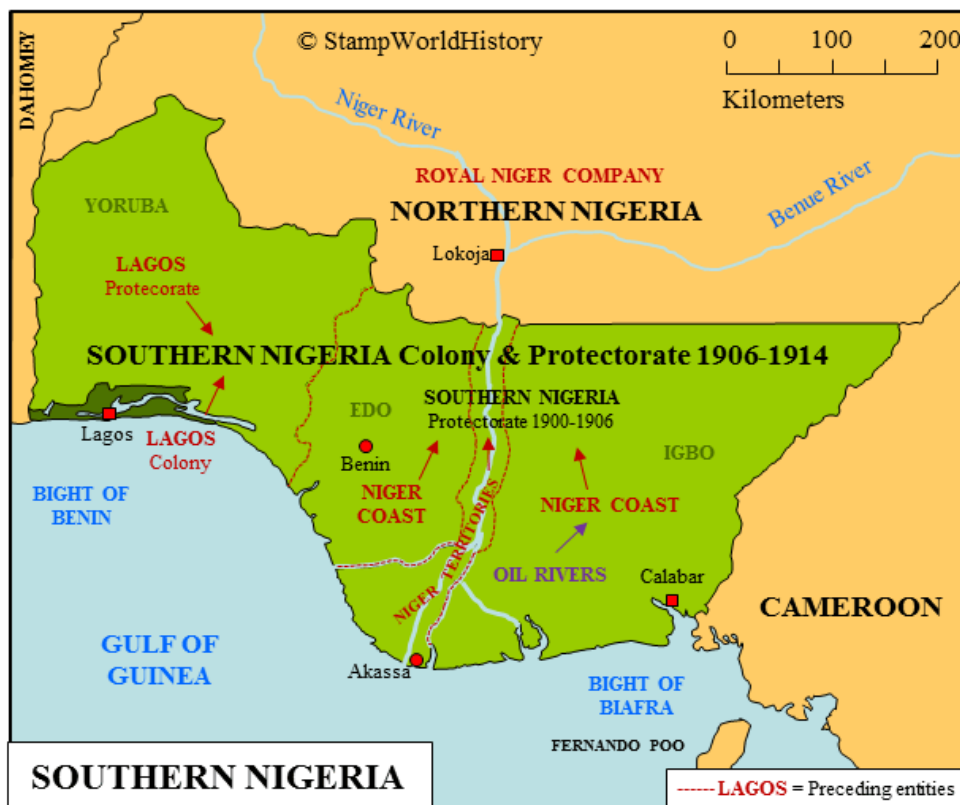 © StampWorldHistory
0 100 200
Kilometers
DAHOMEY
Niger River
ROYAL NIGER COMPANY
NORTHERN NIGERIA
Benue River
YORUBA
Lokoja
LAGOS
Protecorate
SOUTHERN NIGERIA Colony & Protectorate 1906-1914
SOUTHERN NIGERIA
Protectorate 1900-1906
EDO
Lagos
LAGOS
Colony
Benin
IGBO
BIGHT OF
BENIN
NIGER
COAST
NIGER COAST
NIGER TERRITORIES
OIL RIVERS
Calabar
CAMEROON
GULF OF
GUINEA
Akassa
BIGHT OF
BIAFRA
FERNANDO POO
SOUTHERN NIGERIA
LAGOS = Preceding entities